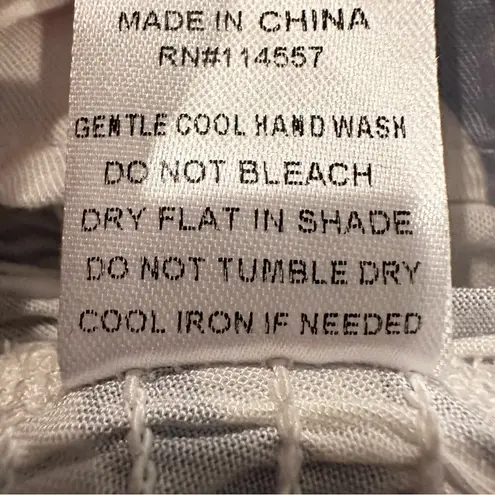 MADE IN CHINA
RN#114557
GENTLE COOL HAND WASH
DO NOT BLEACH
DRY FLAT IN SHADE
DO NOT TUMBLE DRY
COOL IRON IF NEEDED